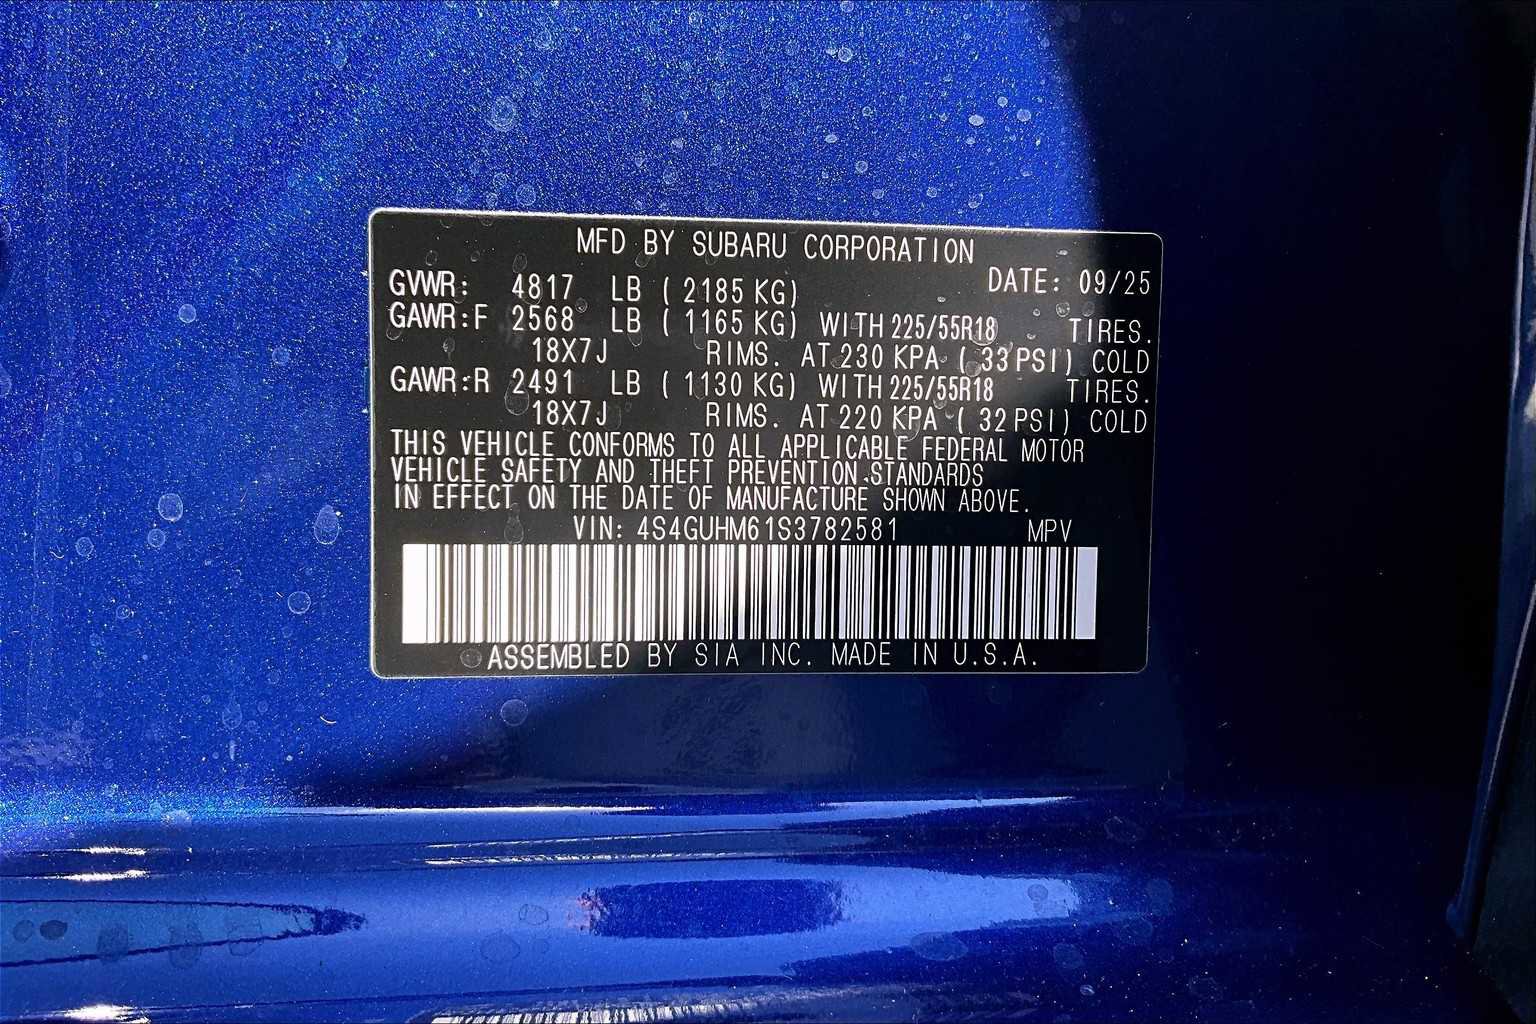 MFD BY SUBARU CORPORATION
GVWR: 4817 LB ( 2185 KG) DATE: 09/25
GAWR:F 2568 LB ( 1165 KG) WITH 225/55R18 TIRES.
18X7J RIMS. AT 230 KPA ( 33 PSI) COLD
GAWR:R 2491 LB ( 1130 KG) WITH 225/55R18 TIRES.
18X7J RIMS. AT 220 KPA ( 32 PSI) COLD
THIS VEHICLE CONFORMS TO ALL APPLICABLE FEDERAL MOTOR
VEHICLE SAFETY AND THEFT PREVENTION STANDARDS
IN EFFECT ON THE DATE OF MANUFACTURE SHOWN ABOVE.
VIN: 4S4GUHM61S3782581 MPV
ASSEMBLED BY SIA INC. MADE IN U.S.A.